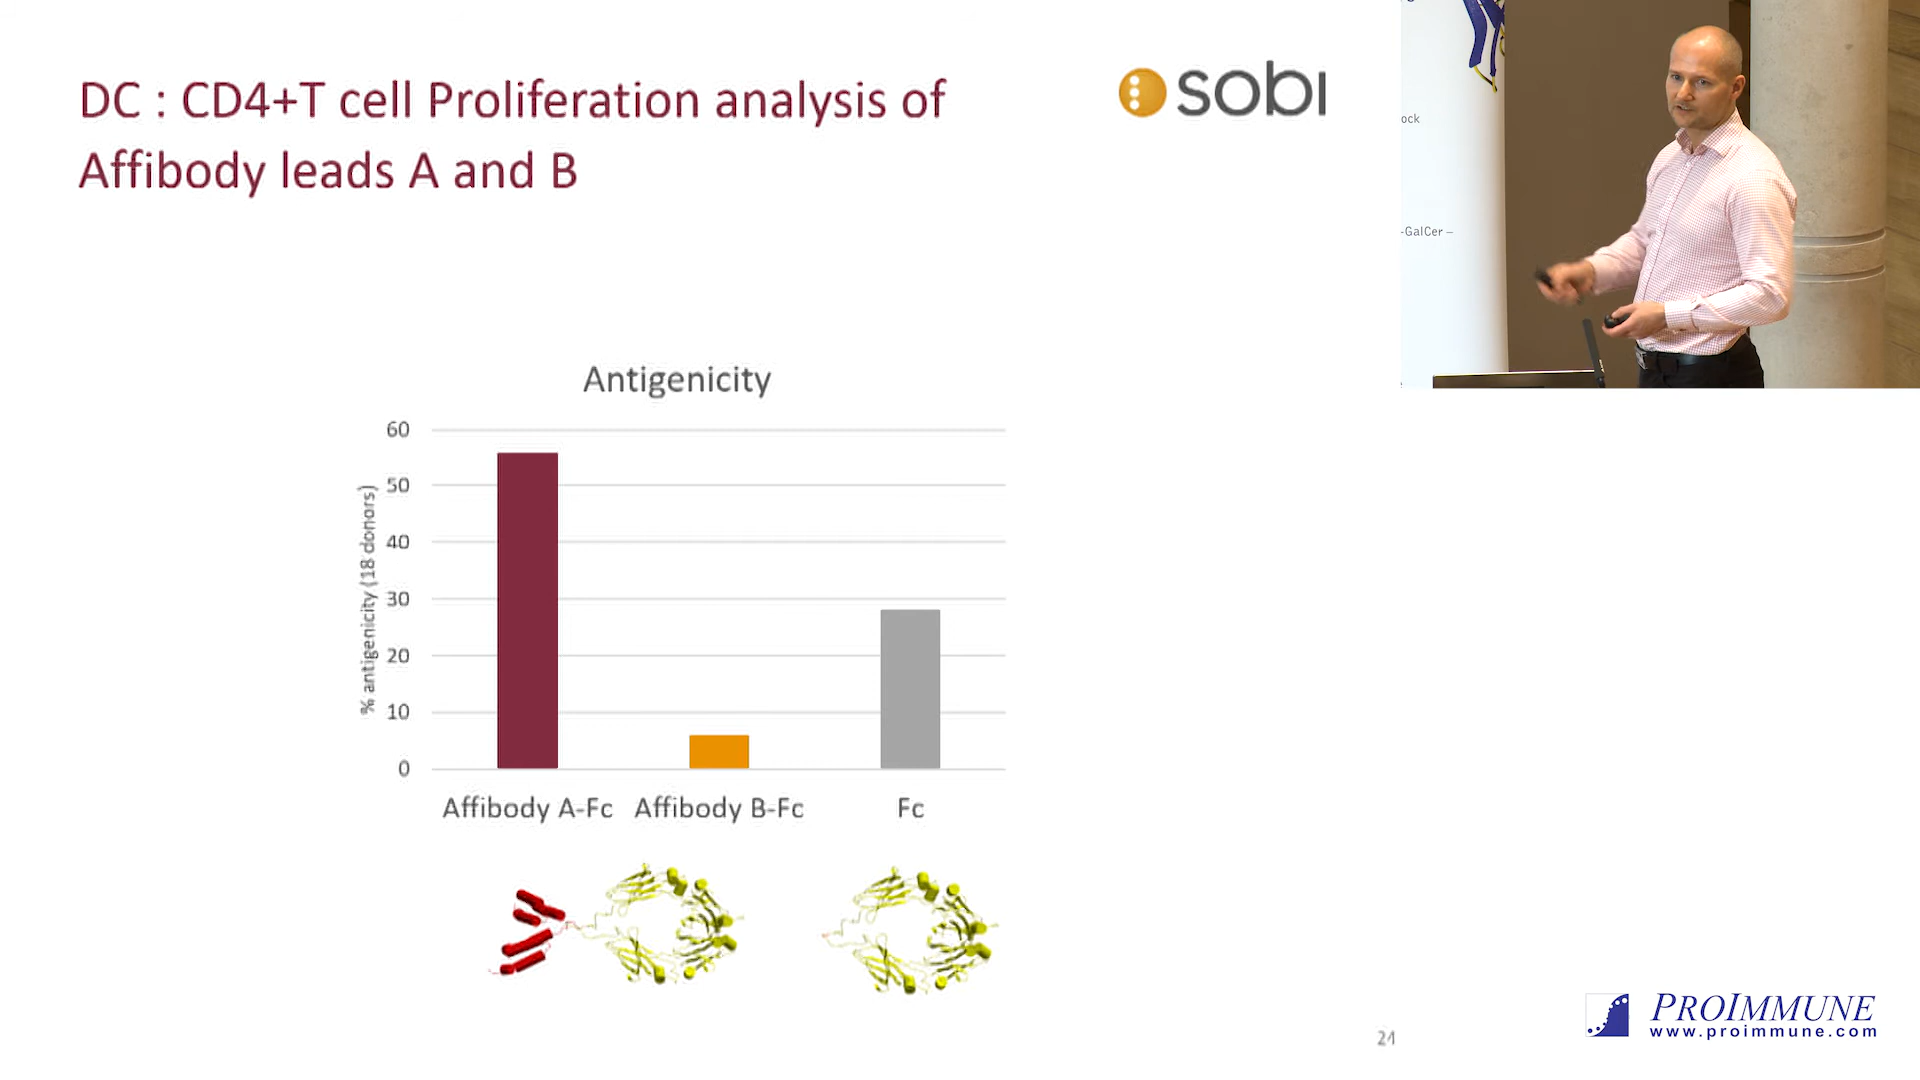 DC : CD4+T cell Proliferation analysis of
Affibody leads A and B
sobi
ock
-GalCer –
Antigenicity
% antigenicity (18 donors)
60
50
40
30
20
10
0
Affibody A-Fc
Affibody B-Fc
Fc
24
PROIMMUNE
www.proimmune.com